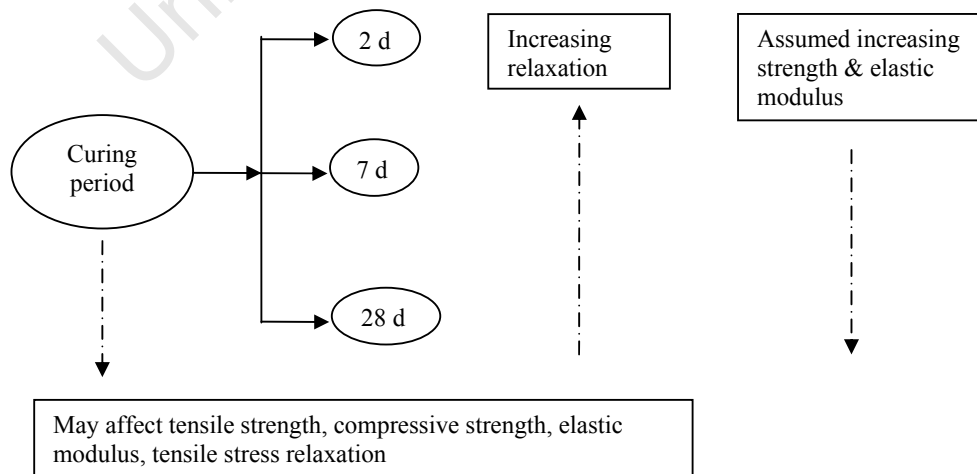 2 d
Increasing
relaxation
Assumed increasing
strength & elastic
modulus
Curing
period
7 d
28 d
May affect tensile strength, compressive strength, elastic
modulus, tensile stress relaxation